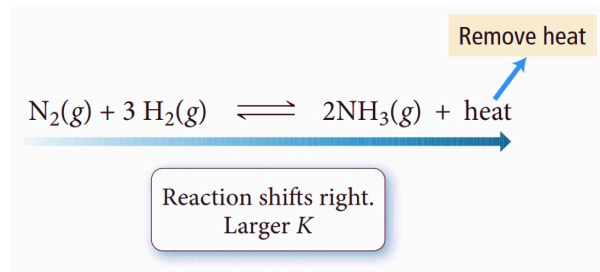 Remove heat
N₂(g) + 3 H₂(g) ⇌ 2NH₃(g) + heat
Reaction shifts right.
Larger K